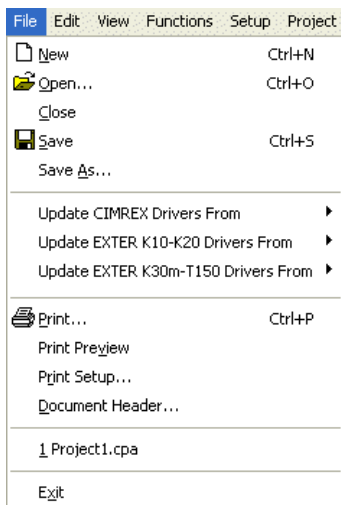 File Edit View Functions Setup Project
New Ctrl+N
Open... Ctrl+O
Close
Save Ctrl+S
Save As...
Update CIMREX Drivers From
Update EXTER K10-K20 Drivers From
Update EXTER K30m-T150 Drivers From
Print... Ctrl+P
Print Preview
Print Setup...
Document Header...
1 Project1.cpa
Exit